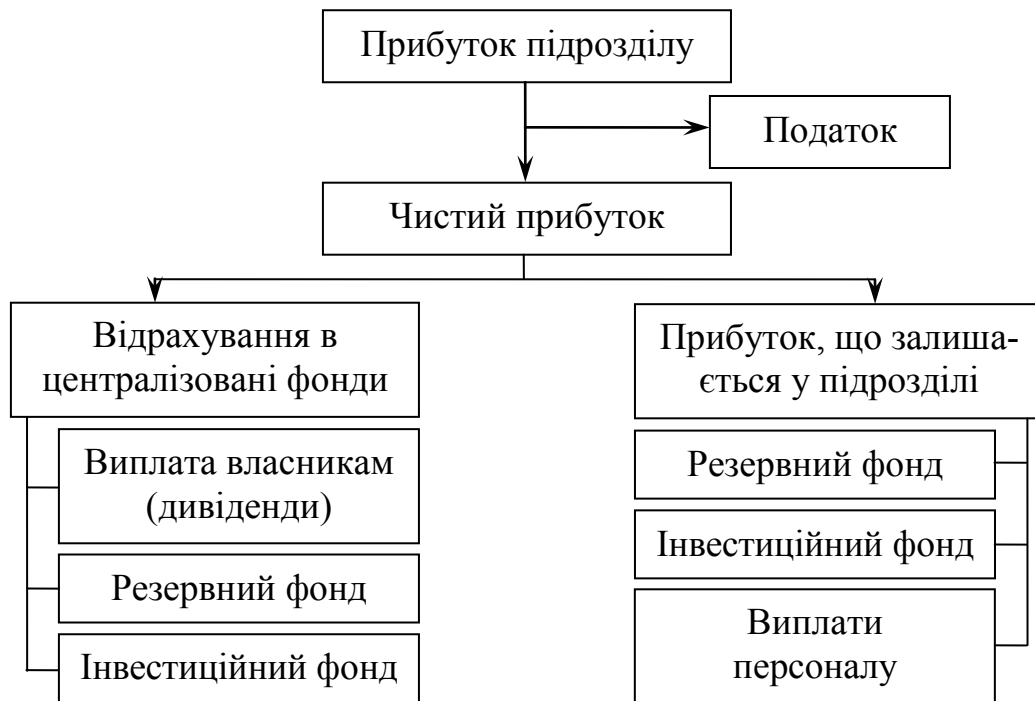 Прибуток підрозділу
Податок
Чистий прибуток
Відрахування в
централізовані фонди
Виплата власникам
(дивіденди)
Резервний фонд
Інвестиційний фонд
Прибуток, що залиша-
ється у підрозділі
Резервний фонд
Інвестиційний фонд
Виплати
персоналу